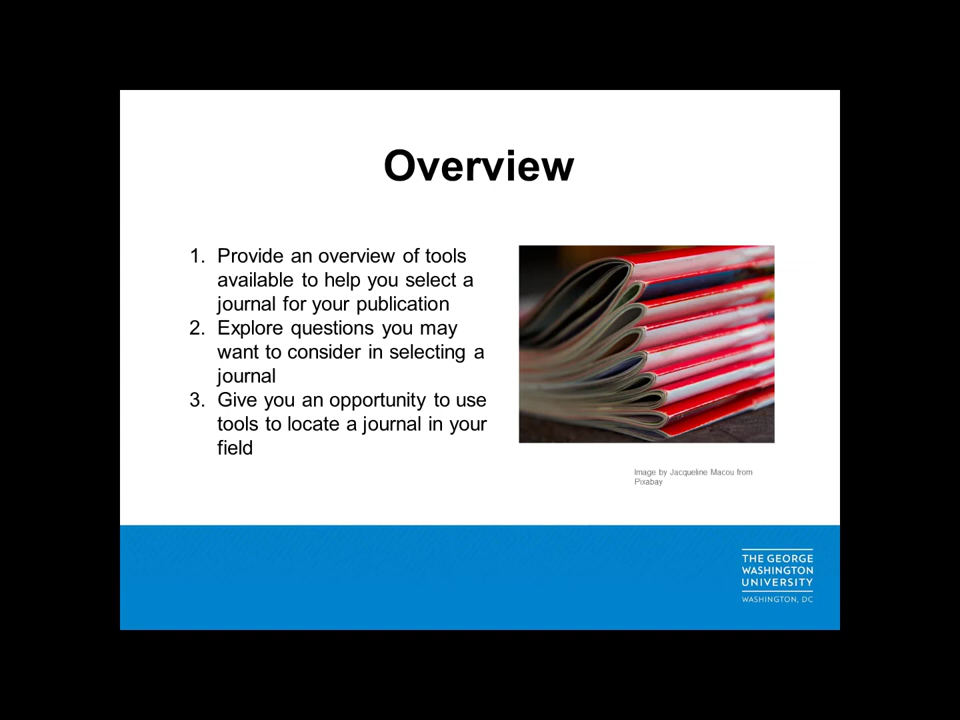 Overview
1. Provide an overview of tools
available to help you select a
journal for your publication
2. Explore questions you may
want to consider in selecting a
journal
3. Give you an opportunity to use
tools to locate a journal in your
field
Image by Jacqueline Macou from
Pixabay
THE GEORGE
WASHINGTON
UNIVERSITY
WASHINGTON, DC